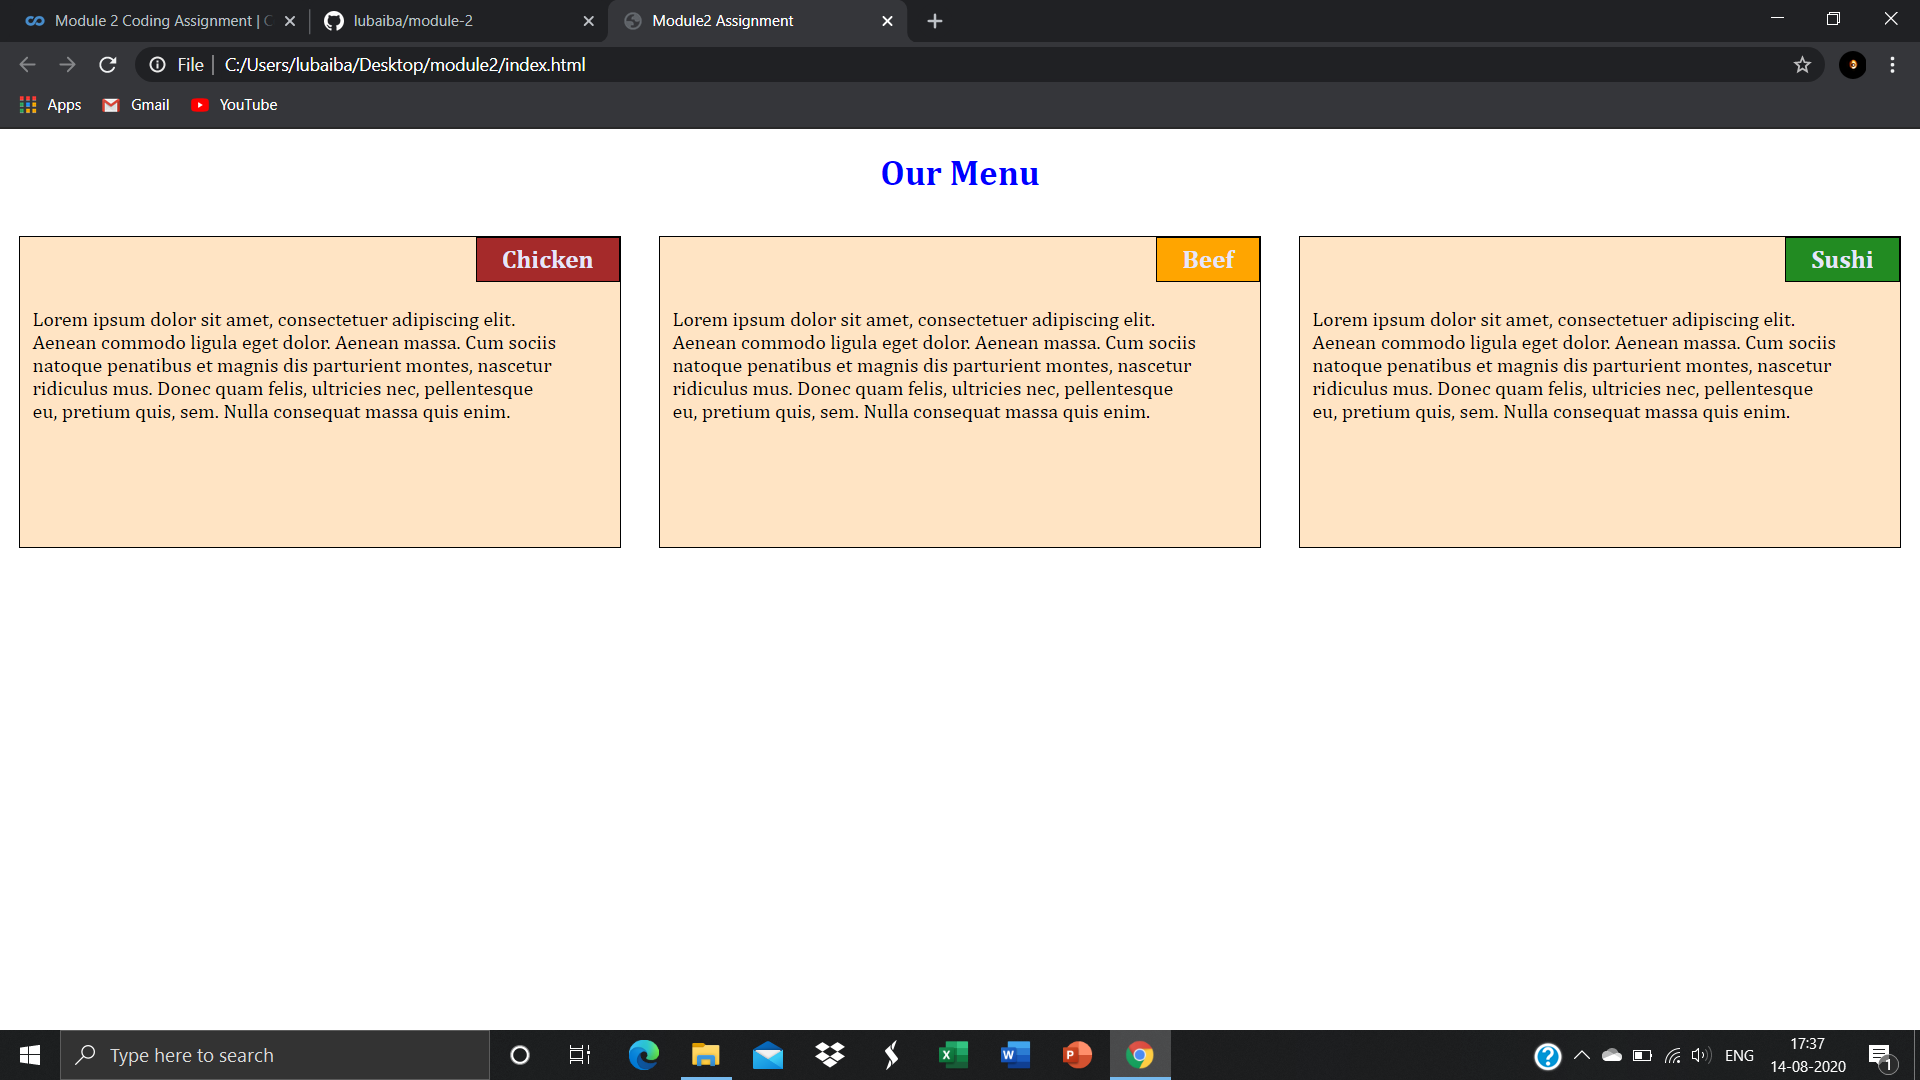 Module 2 Coding Assignment | C
lubaiba/module-2
Module2 Assignment
File
C:/Users/lubaiba/Desktop/module2/index.html
Apps
Gmail
YouTube
Our Menu
Chicken
Lorem ipsum dolor sit amet, consectetuer adipiscing elit.
Aenean commodo ligula eget dolor. Aenean massa. Cum sociis
natoque penatibus et magnis dis parturient montes, nascetur
ridiculus mus. Donec quam felis, ultricies nec, pellentesque
eu, pretium quis, sem. Nulla consequat massa quis enim.
Beef
Lorem ipsum dolor sit amet, consectetuer adipiscing elit.
Aenean commodo ligula eget dolor. Aenean massa. Cum sociis
natoque penatibus et magnis dis parturient montes, nascetur
ridiculus mus. Donec quam felis, ultricies nec, pellentesque
eu, pretium quis, sem. Nulla consequat massa quis enim.
Sushi
Lorem ipsum dolor sit amet, consectetuer adipiscing elit.
Aenean commodo ligula eget dolor. Aenean massa. Cum sociis
natoque penatibus et magnis dis parturient montes, nascetur
ridiculus mus. Donec quam felis, ultricies nec, pellentesque
eu, pretium quis, sem. Nulla consequat massa quis enim.
Type here to search
ENG
17:37
14-08-2020
1